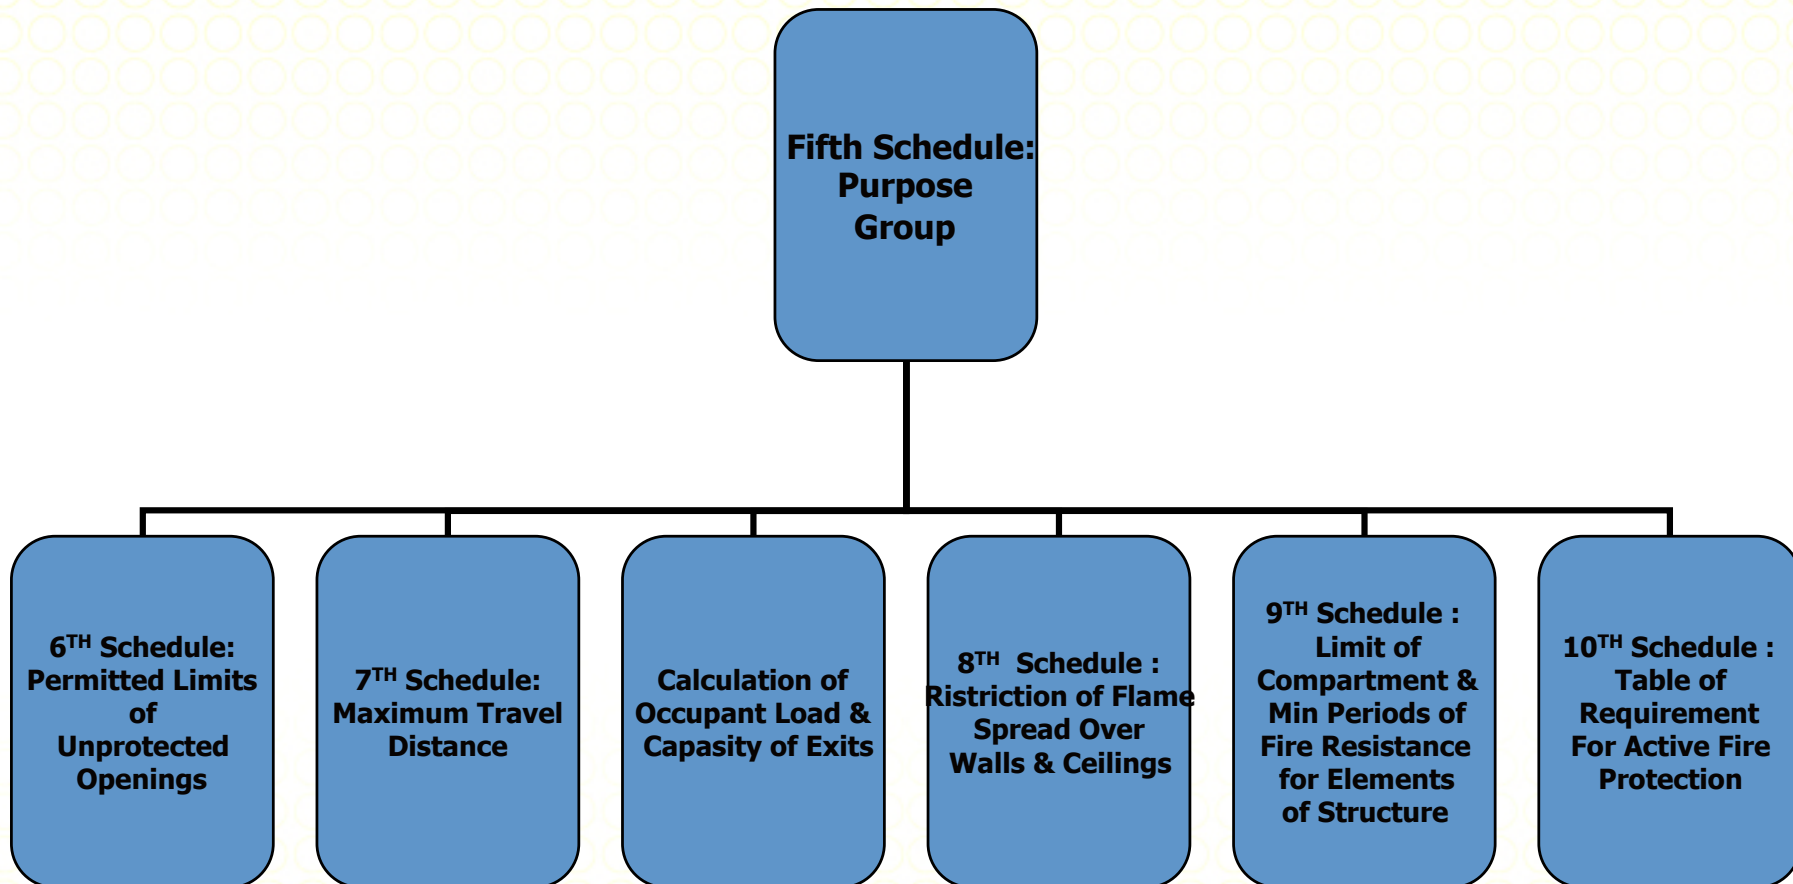 Fifth Schedule:
Purpose
Group
6TH Schedule:
Permitted Limits
of
Unprotected
Openings
7TH Schedule:
Maximum Travel
Distance
Calculation of
Occupant Load &
Capasity of Exits
8TH Schedule :
Ristriction of Flame
Spread Over
Walls & Ceilings
9TH Schedule :
Limit of
Compartment &
Min Periods of
Fire Resistance
for Elements
of Structure
10TH Schedule :
Table of
Requirement
For Active Fire
Protection